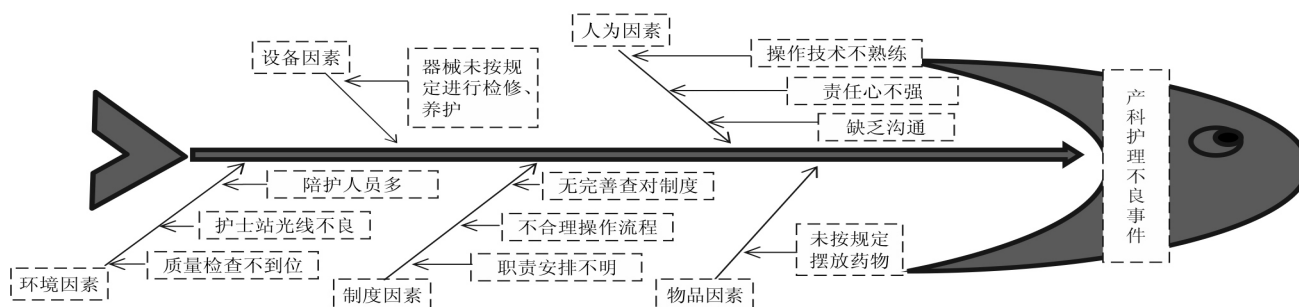 人为因素
操作技术不熟练
设备因素
器械未按规
定进行检修、
养护
责任心不强
缺乏沟通
产科护理不良事件
陪护人员多
无完善查对制度
护士站光线不良
不合理操作流程
未按规定
摆放药物
质量检查不到位
职责安排不明
环境因素
制度因素
物品因素